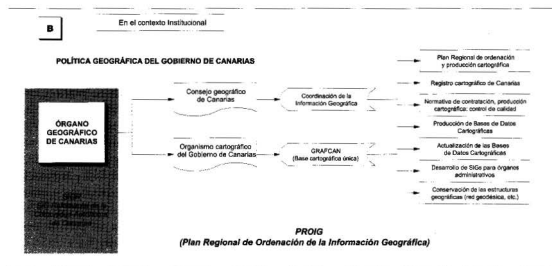 B
En el contexto Institucional
POLÍTICA GEOGRÁFICA DEL GOBIERNO DE CANARIAS
ÓRGANO
GEOGRÁFICO
DE CANARIAS
Consejo geográfico
de Canarias
Organismo cartográfico
del Gobierno de Canarias
Coordinación de la
Información Geográfica
GRAFCAN
(Base cartográfica única)
Plan Regional de ordenación
y producción cartográfica
Registro cartográfico de Canarias
Normativa de contratación, producción
cartográfica: control de calidad
Producción de Bases de Datos
Cartográficas
Actualización de las Bases
de Datos Cartográficas
Desarrollo de SIGs para órganos
administrativos
Conservación de las estructuras
geográficas (red geodésica, etc.)
PROIG
(Plan Regional de Ordenación de la Información Geográfica)